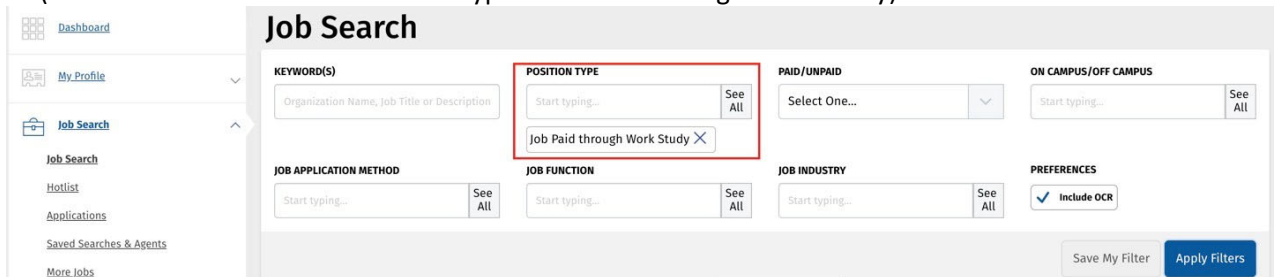 Dashboard
My Profile
Job Search
Job Search
Hotlist
Applications
Saved Searches & Agents
More Jobs
Job Search
KEYWORD(S)
Organization Name, Job Title or Description
POSITION TYPE
Start typing...
See All
Job Paid through Work Study
PAID/UNPAID
Select One...
ON CAMPUS/OFF CAMPUS
Start typing...
See All
JOB APPLICATION METHOD
Start typing...
See All
JOB FUNCTION
Start typing...
See All
JOB INDUSTRY
Start typing...
See All
PREFERENCES
Include OCR
Save My Filter
Apply Filters